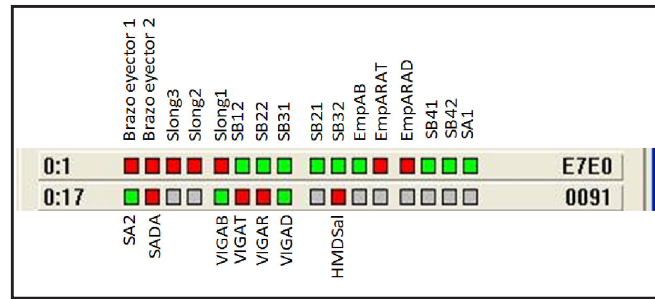 Brazo eyector 1
Brazo eyector 2
Slong3
Slong2
Slong1
SB12
SB22
SB31
SB21
SB32
EmpAB
EmpARAT
EmpARAD
SB41
SB42
SA1
0:1 E7E0
0:17 0091
SA2
SADA
VIGAB
VIGAT
VIGAR
VIGAD
HMDSal